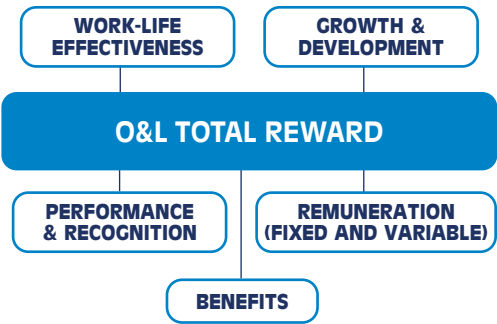 WORK-LIFE
EFFECTIVENESS
GROWTH &
DEVELOPMENT
O&L TOTAL REWARD
PERFORMANCE
& RECOGNITION
REMUNERATION
(FIXED AND VARIABLE)
BENEFITS